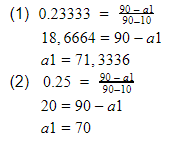 (1) 0.23333 = 90 – a1 / 90–10
18,6664 = 90 – a1
a1 = 71,3336
(2) 0.25 = 90 – a1 / 90–10
20 = 90 – a1
a1 = 70